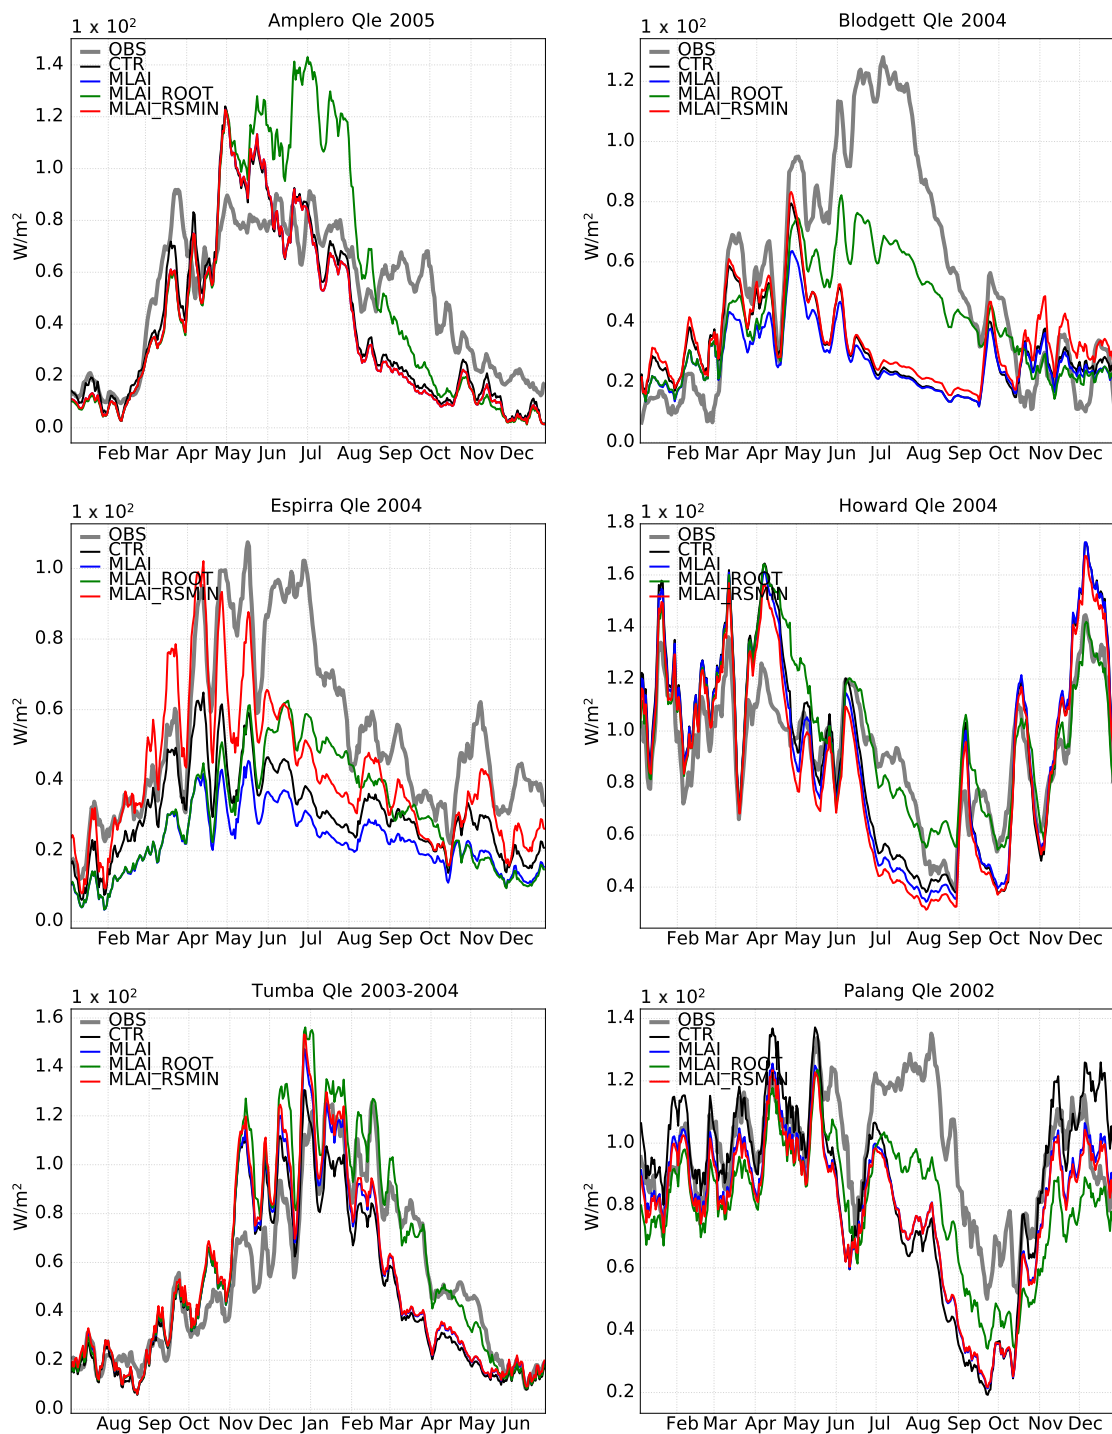 Amplero Qle 2005
1 x 10²
W/m²
1.4
1.2
1.0
0.8
0.6
0.4
0.2
0.0
OBS
CTR
MLAI
MLAI_ROOT
MLAI_RSMIN
Feb Mar Apr May Jun Jul Aug Sep Oct Nov Dec
Blodgett Qle 2004
1 x 10²
W/m²
1.2
1.0
0.8
0.6
0.4
0.2
0.0
OBS
CTR
MLAI
MLAI_ROOT
MLAI_RSMIN
Feb Mar Apr May Jun Jul Aug Sep Oct Nov Dec
Espirra Qle 2004
1 x 10²
W/m²
1.0
0.8
0.6
0.4
0.2
0.0
OBS
CTR
MLAI
MLAI_ROOT
MLAI_RSMIN
Feb Mar Apr May Jun Jul Aug Sep Oct Nov Dec
Howard Qle 2004
1 x 10²
W/m²
1.8
1.6
1.4
1.2
1.0
0.8
0.6
0.4
OBS
CTR
MLAI
MLAI_ROOT
MLAI_RSMIN
Feb Mar Apr May Jun Jul Aug Sep Oct Nov Dec
Tumba Qle 2003-2004
1 x 10²
W/m²
1.6
1.4
1.2
1.0
0.8
0.6
0.4
0.2
0.0
OBS
CTR
MLAI
MLAI_ROOT
MLAI_RSMIN
Aug Sep Oct Nov Dec Jan Feb Mar Apr May Jun
Palang Qle 2002
1 x 10²
W/m²
1.4
1.2
1.0
0.8
0.6
0.4
0.2
OBS
CTR
MLAI
MLAI_ROOT
MLAI_RSMIN
Feb Mar Apr May Jun Jul Aug Sep Oct Nov Dec